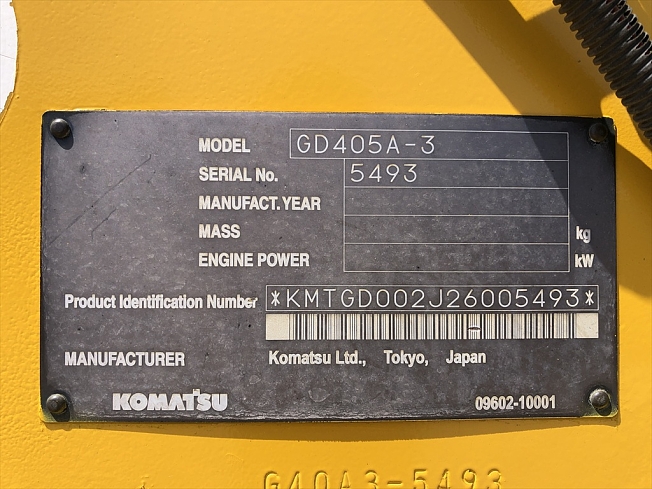 MODEL GD405A-3
SERIAL No. 5493
MANUFACT. YEAR
MASS kg
ENGINE POWER kW
Product Identification Number *KMTGD002J26005493*
MANUFACTURER Komatsu Ltd., Tokyo, Japan
KOMATSU 09602-10001
G40A3-5493